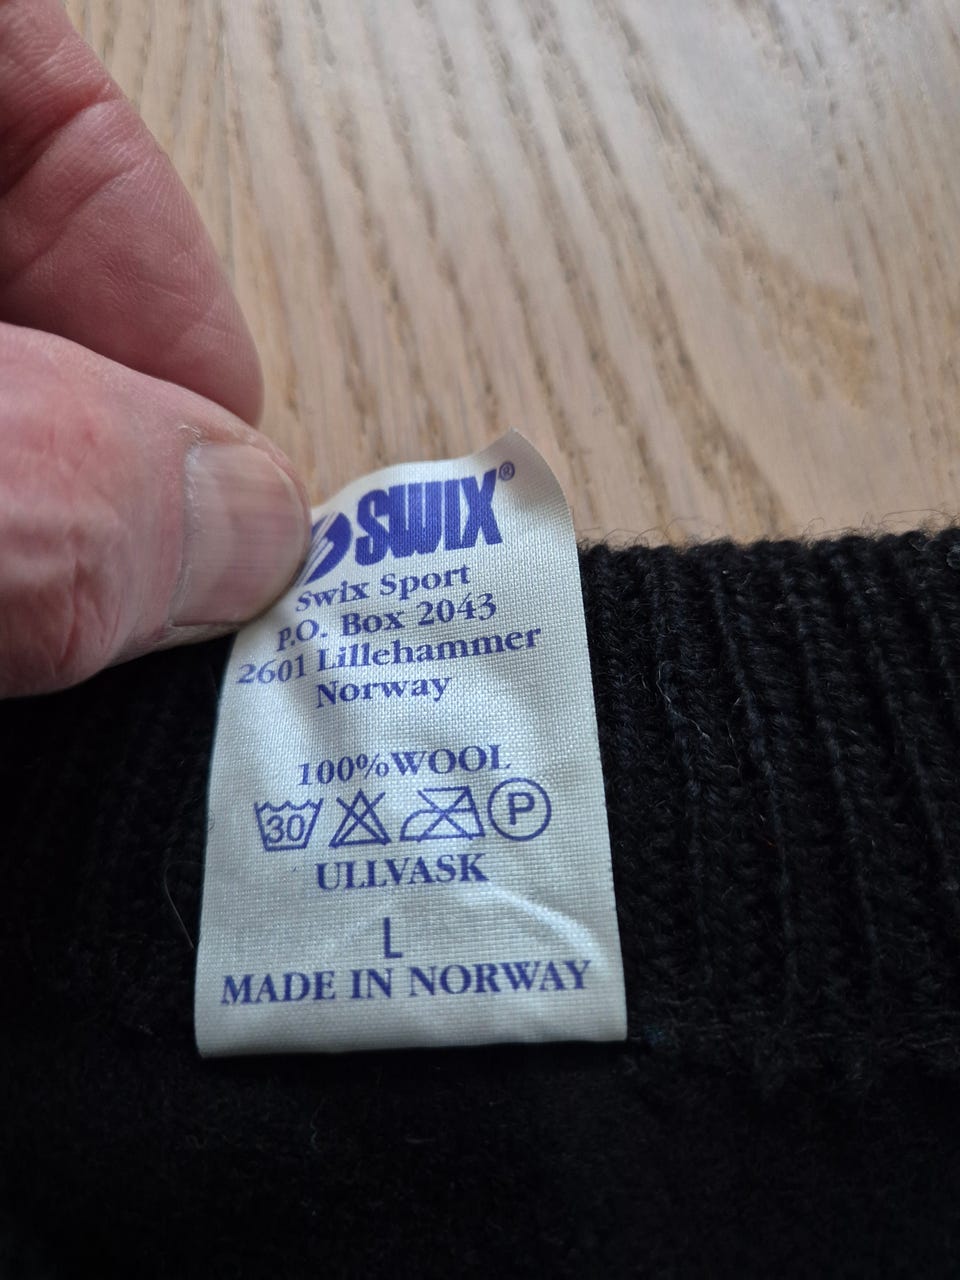 SWIX®
Swix Sport
P.O. Box 2043
2601 Lillehammer
Norway
100%WOOL
30 P
ULLVASK
L
MADE IN NORWAY